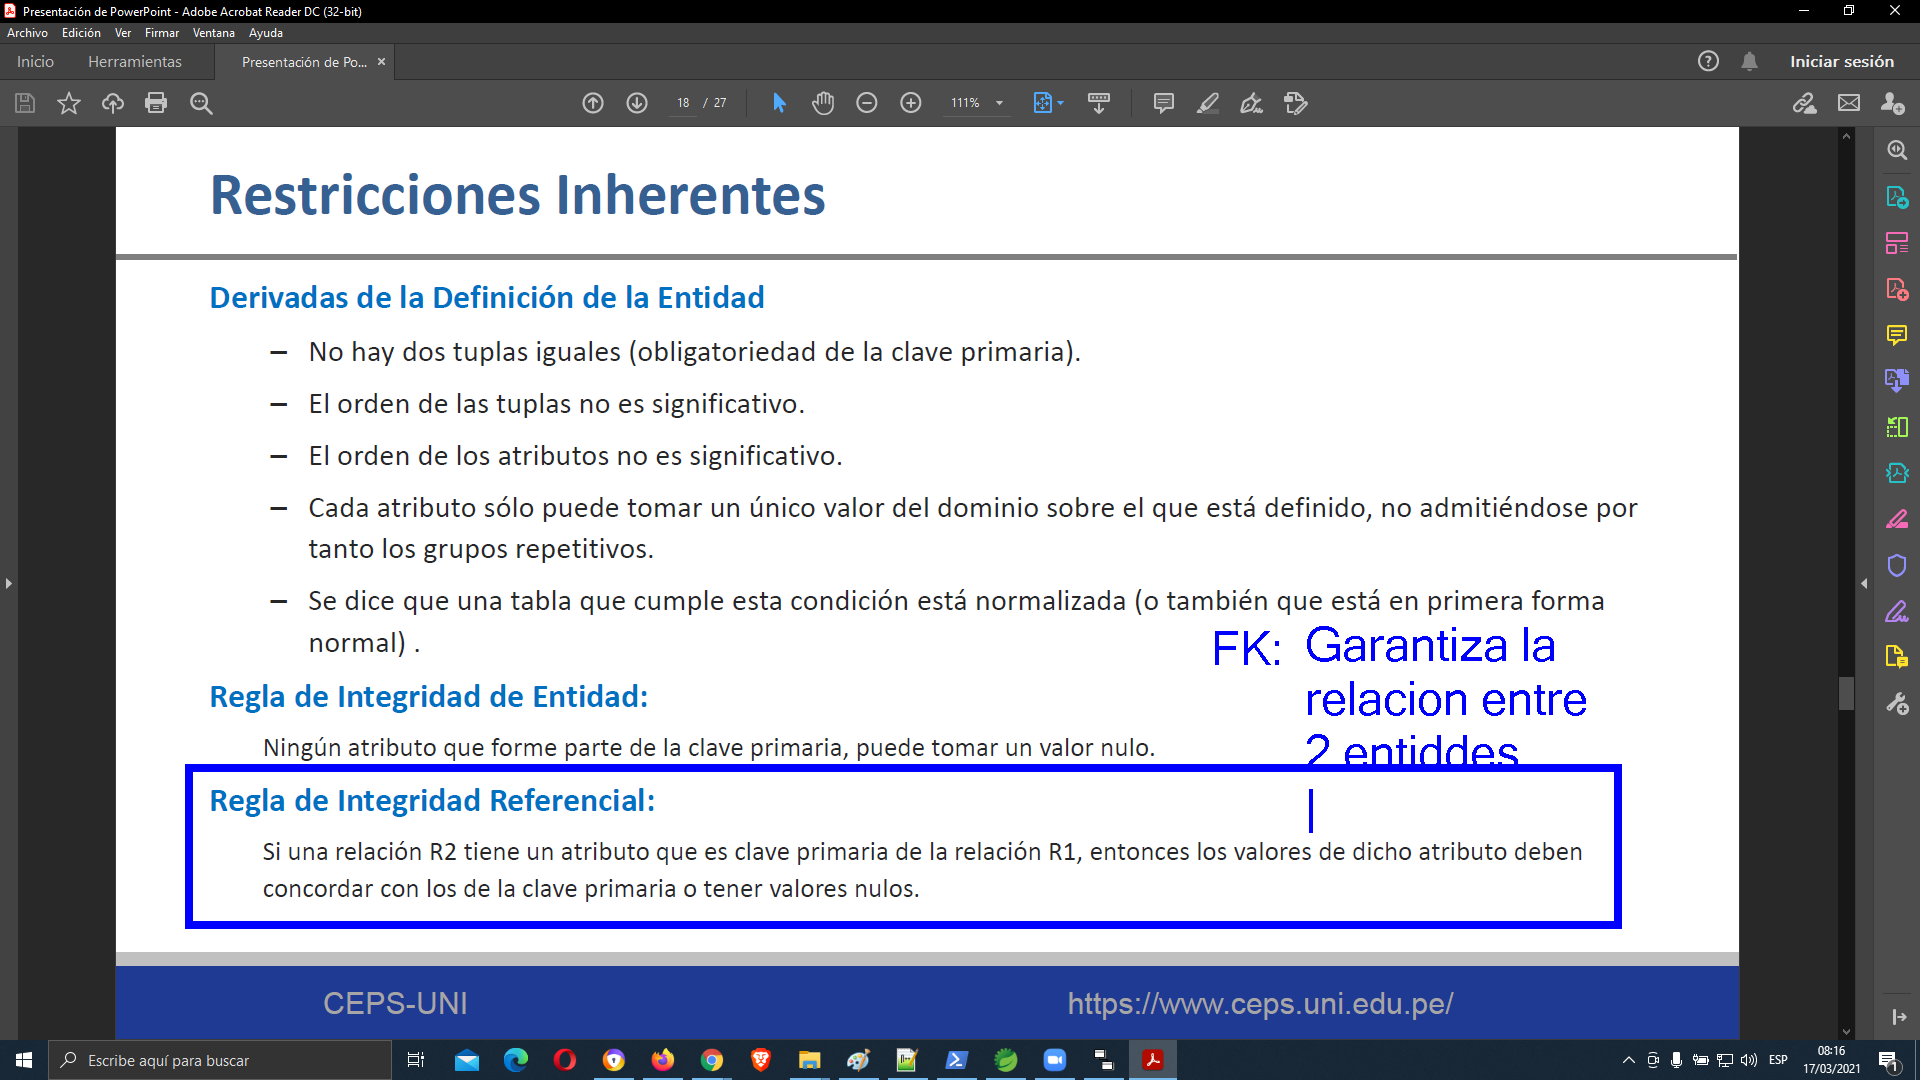 Presentación de PowerPoint - Adobe Acrobat Reader DC (32-bit)
Archivo Edición Ver Firmar Ventana Ayuda
Inicio Herramientas Presentación de Po... × Iniciar sesión
18 / 27 111%
Restricciones Inherentes
Derivadas de la Definición de la Entidad
– No hay dos tuplas iguales (obligatoriedad de la clave primaria).
– El orden de las tuplas no es significativo.
– El orden de los atributos no es significativo.
– Cada atributo sólo puede tomar un único valor del dominio sobre el que está definido, no admitiéndose por
tanto los grupos repetitivos.
– Se dice que una tabla que cumple esta condición está normalizada (o también que está en primera forma
normal) .
FK: Garantiza la
relacion entre
2 entiddes
Regla de Integridad de Entidad:
Ningún atributo que forme parte de la clave primaria, puede tomar un valor nulo.
Regla de Integridad Referencial:
Si una relación R2 tiene un atributo que es clave primaria de la relación R1, entonces los valores de dicho atributo deben
concordar con los de la clave primaria o tener valores nulos.
CEPS-UNI https://www.ceps.uni.edu.pe/
Escribe aquí para buscar
ESP
08:16
17/03/2021
1